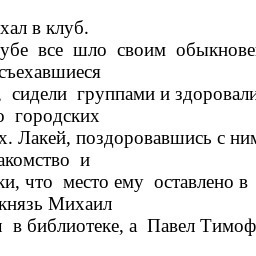 хал в клуб.
убе все шло своим обыкнове
съехавшиеся
, сидели группами и здоровали
о городских
х. Лакей, поздоровавшись с ним
акомство и
ки, что место ему оставлено в
князь Михаил
в библиотеке, а Павел Тимоф